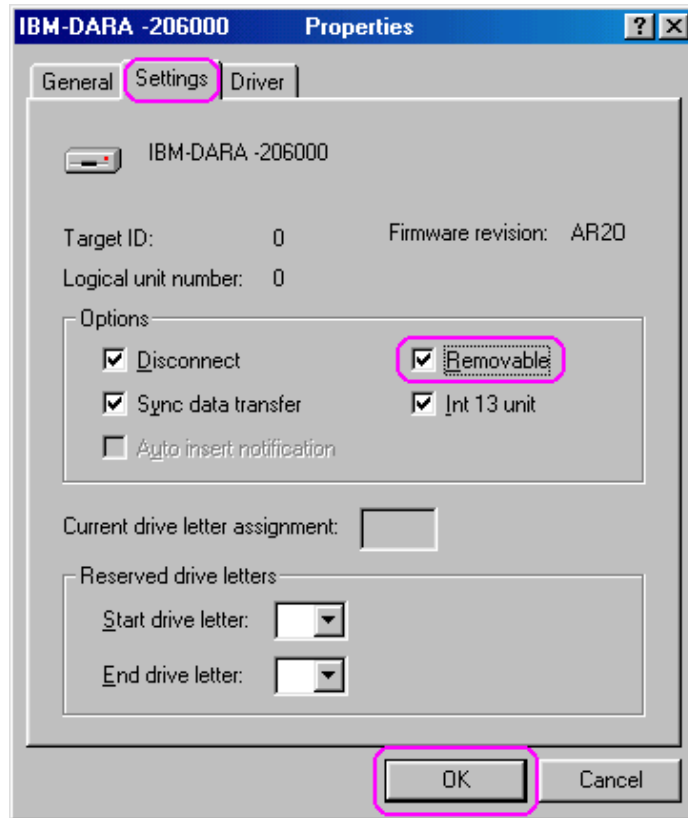 IBM-DARA -206000 Properties
General Settings Driver
IBM-DARA -206000
Target ID: 0 Firmware revision: AR20
Logical unit number: 0
Options
Disconnect Removable
Sync data transfer Int 13 unit
Auto insert notification
Current drive letter assignment:
Reserved drive letters
Start drive letter:
End drive letter:
OK Cancel